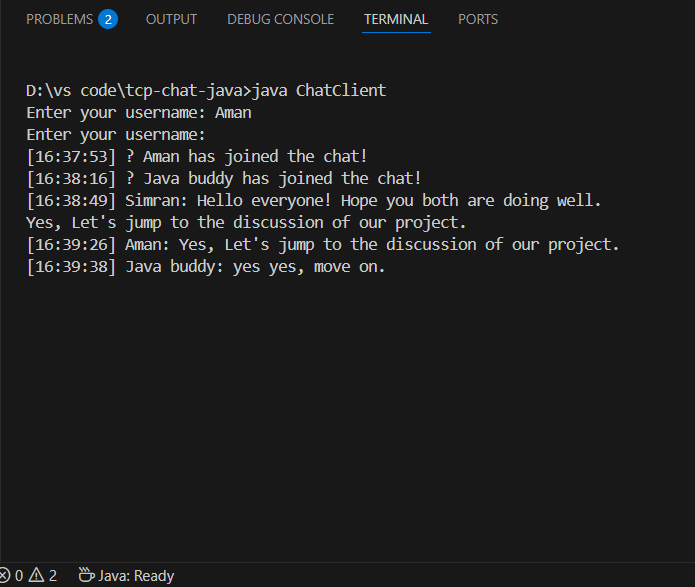 PROBLEMS 2 OUTPUT DEBUG CONSOLE TERMINAL PORTS
D:\vs code\tcp-chat-java>java ChatClient
Enter your username: Aman
Enter your username:
[16:37:53] ? Aman has joined the chat!
[16:38:16] ? Java buddy has joined the chat!
[16:38:49] Simran: Hello everyone! Hope you both are doing well.
Yes, Let's jump to the discussion of our project.
[16:39:26] Aman: Yes, Let's jump to the discussion of our project.
[16:39:38] Java buddy: yes yes, move on.
0 2 Java: Ready